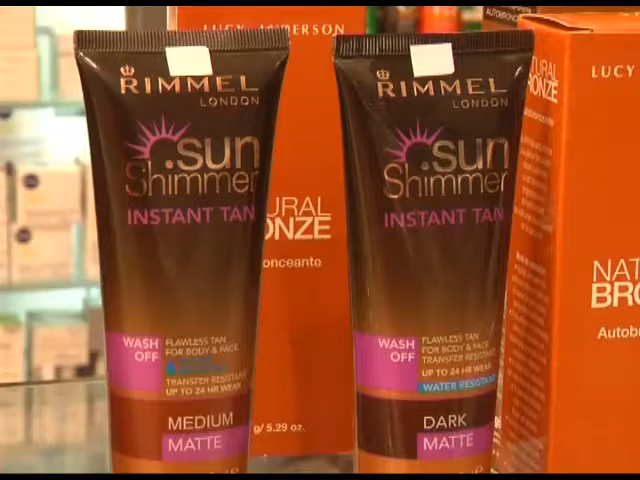 LUCY ANDERSON
RIMMEL
LONDON
sun
Shimmer
INSTANT TAN
WASH
OFF
FLAWLESS TAN
FOR BODY & FACE
TRANSFER RESISTANT
UP TO 24 HR WEAR
MEDIUM
MATTE
URAL
ONZE
onceante
g/5.29 oz.
RIMMEL
LONDON
sun
Shimmer
INSTANT TAN
WASH
OFF
FLAWLESS TAN
FOR BODY & FACE
TRANSFER RESISTANT
UP TO 24 HR WEAR
WATER RESISTANT
DARK
MATTE
TURAL
ONZE
LUCY
NAT
BRO
Autobro